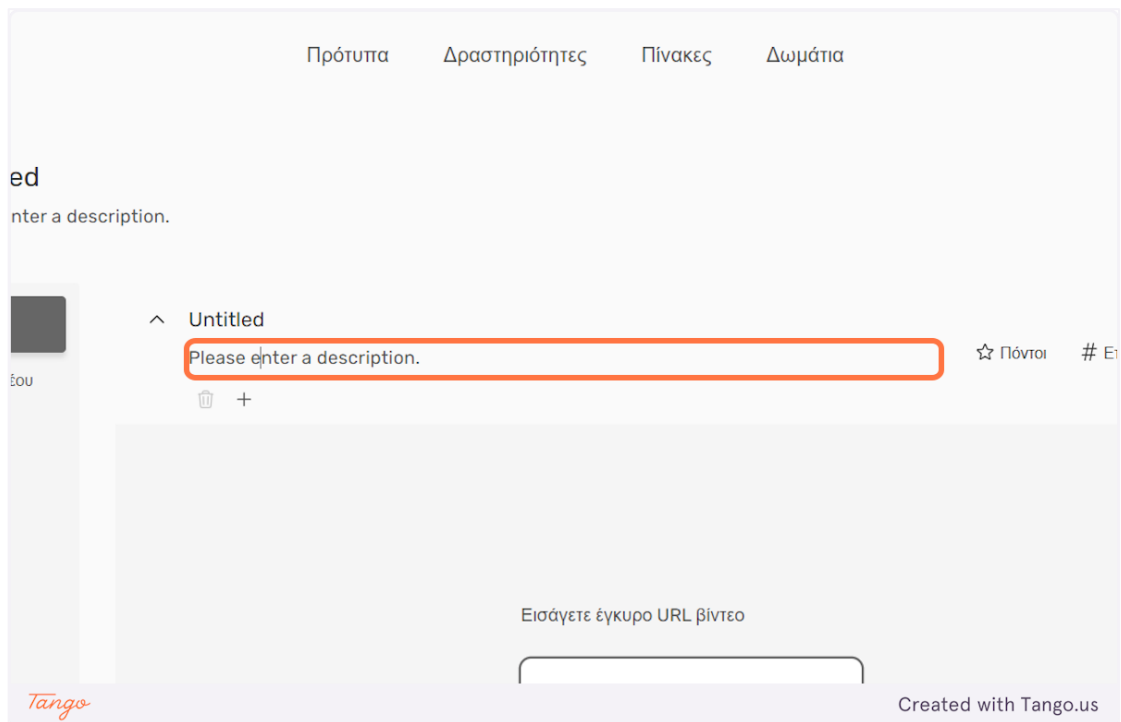 Πρότυπα Δραστηριότητες Πίνακες Δωμάτια
ed
nter a description.
Untitled
Please enter a description.
Πόντοι
#
έου
Εισάγετε έγκυρο URL βίντεο
Tango
Created with Tango.us